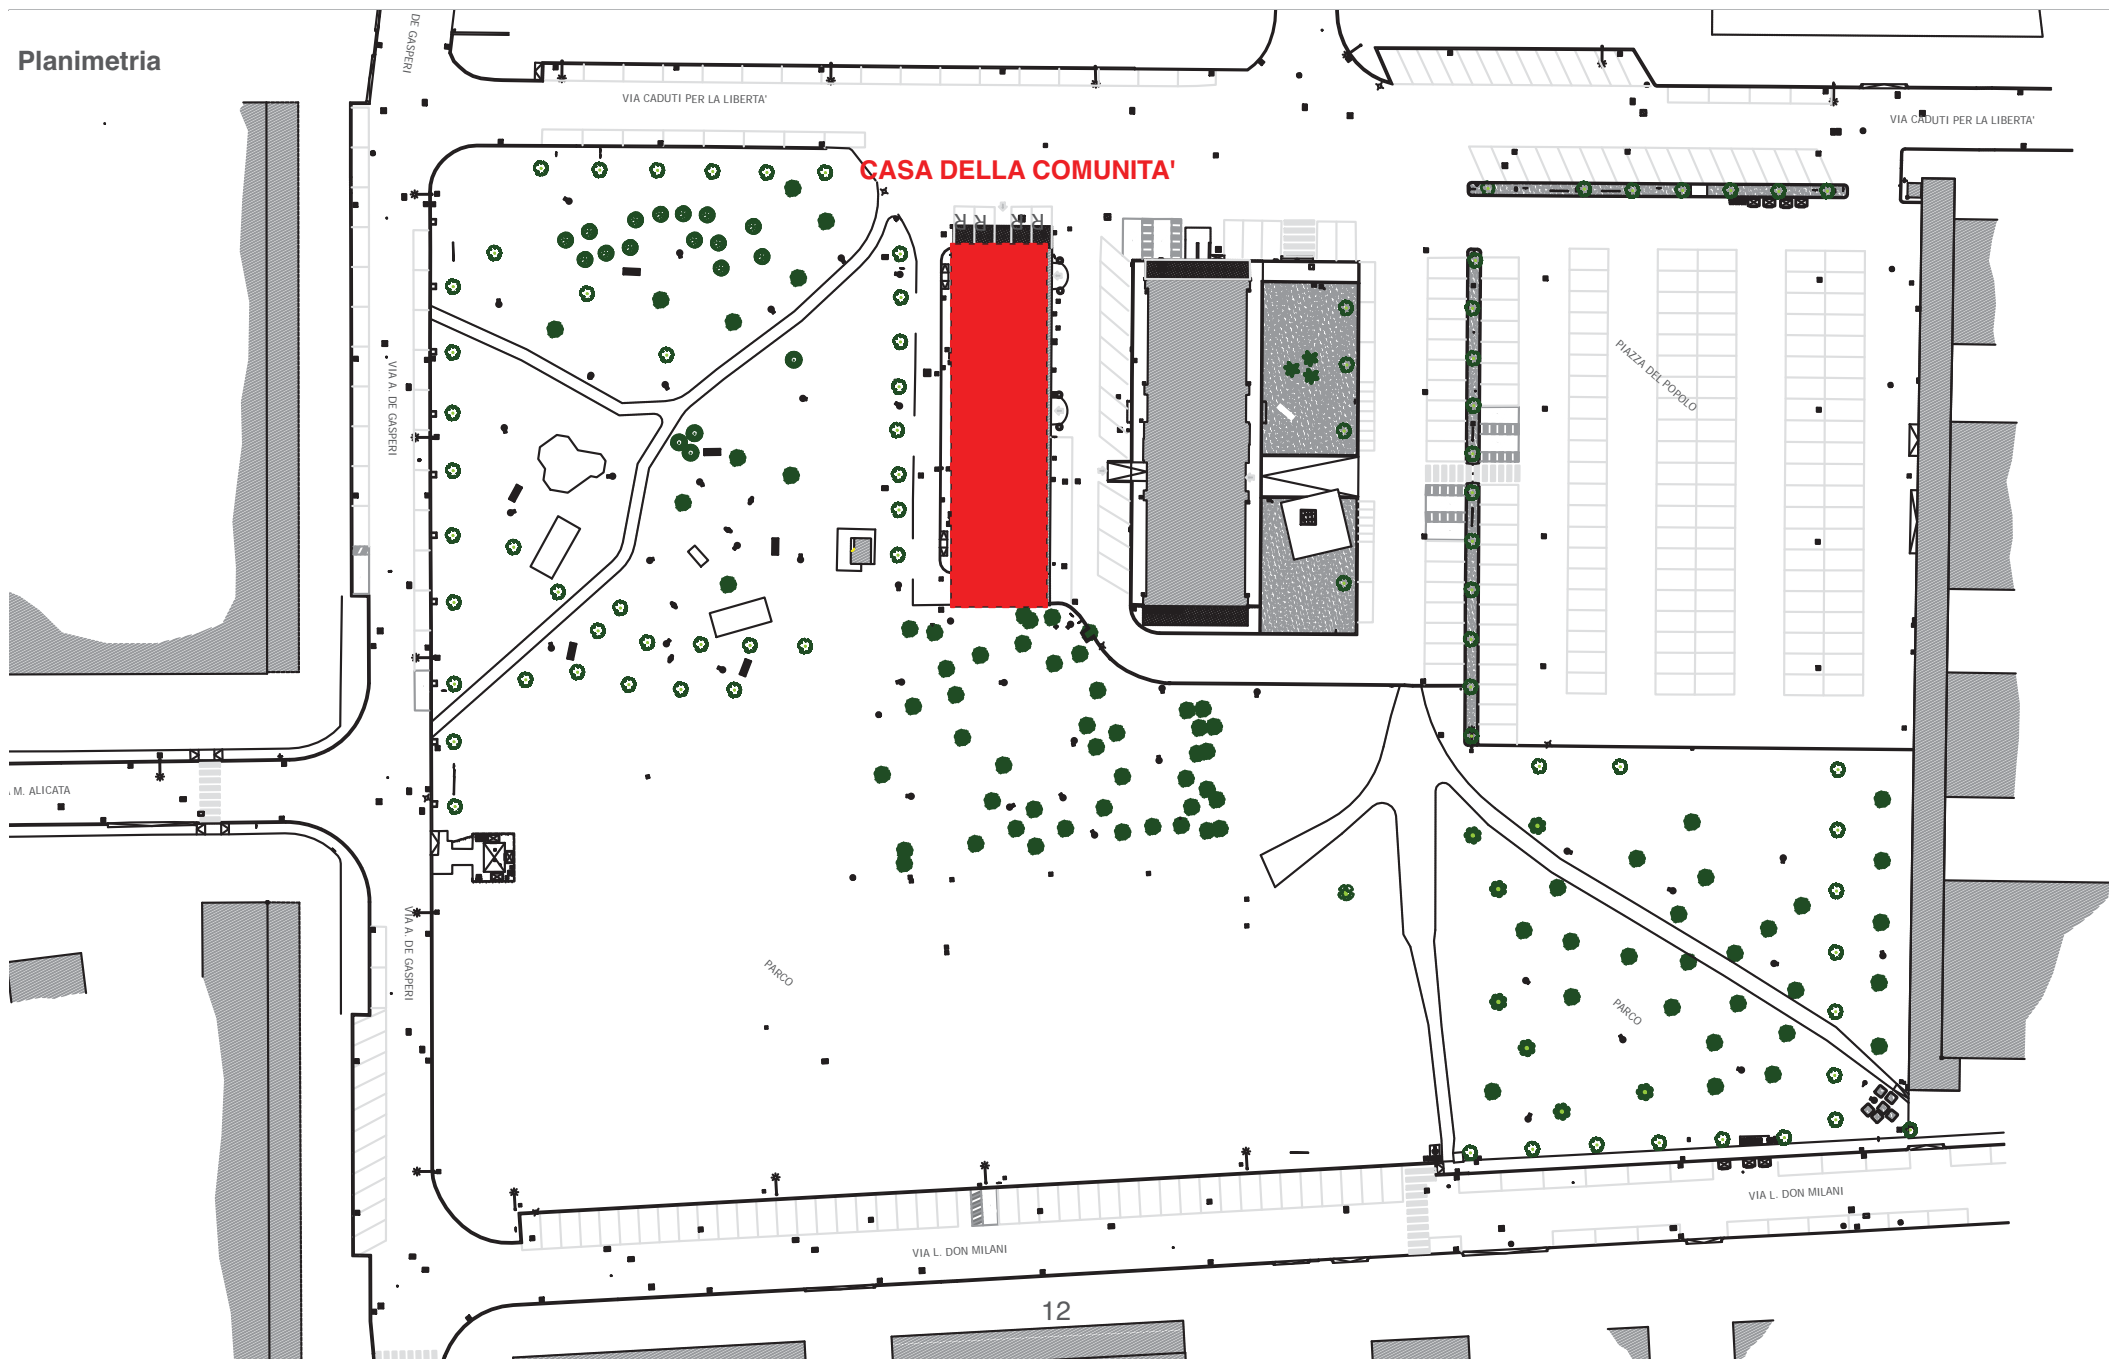 DE GASPERI
Planimetria
VIA CADUTI PER LA LIBERTA'
VIA CADUTI PER LA LIBERTA'
CASA DELLA COMUNITA'
R R R R
PIAZZA DEL POPOLO
VIA A. DE GASPERI
M. ALICATA
VIA A. DE GASPERI
PARCO
PARCO
VIA L. DON MILANI
VIA L. DON MILANI
12